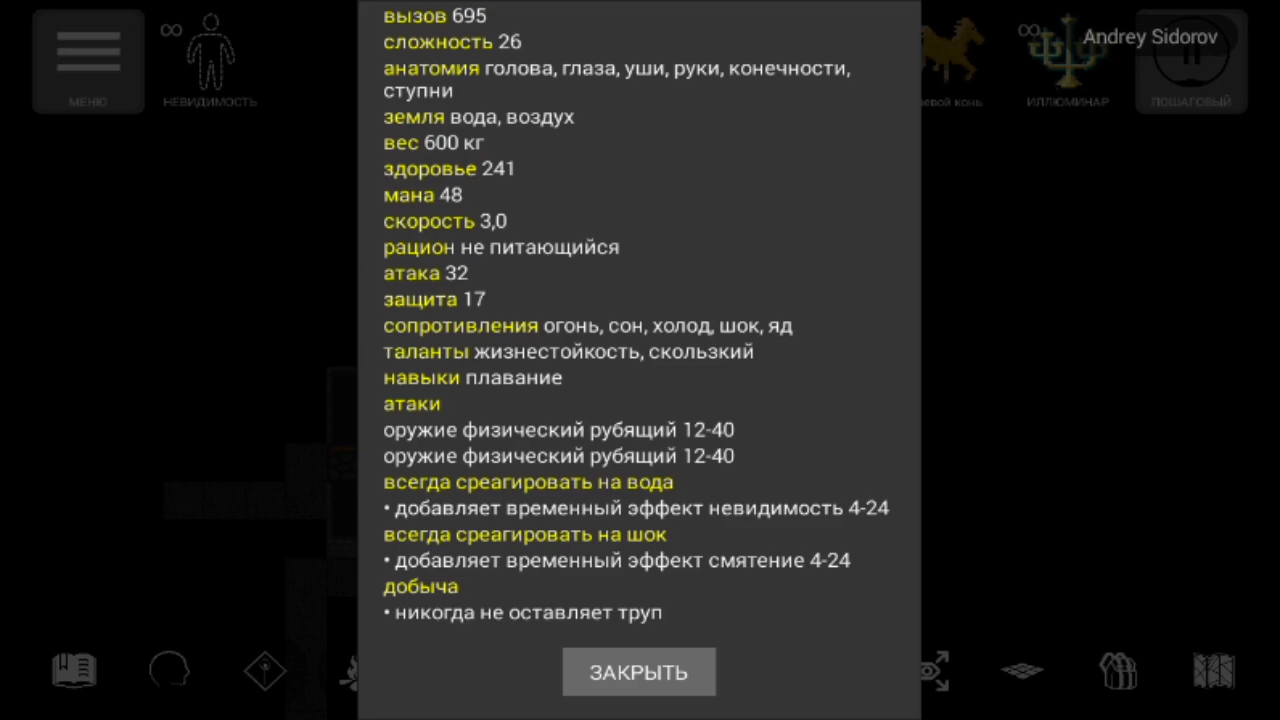 вызов 695
сложность 26
анатомия голова, глаза, уши, руки, конечности,
ступни
земля вода, воздух
вес 600 кг
здоровье 241
мана 48
скорость 3,0
рацион не питающийся
атака 32
защита 17
сопротивления огонь, сон, холод, шок, яд
таланты жизнестойкость, скользкий
навыки плавание
атаки
оружие физический рубящий 12-40
оружие физический рубящий 12-40
всегда среагировать на вода
• добавляет временный эффект невидимость 4-24
всегда среагировать на шок
• добавляет временный эффект смятение 4-24
добыча
• никогда не оставляет труп
ЗАКРЫТЬ
МЕНЮ
∞
НЕВИДИМОСТЬ
евой конь
∞
ИЛЛЮМИНАР
Andrey Sidorov
ПОШАГОВЫЙ